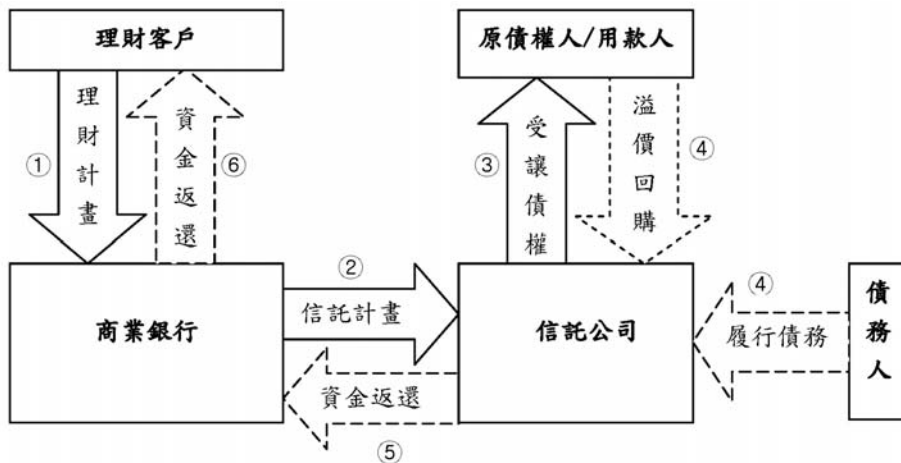 理財客戶
原債權人/用款人
① 理財計畫
資金返還 ⑥
③ 受讓債權
溢價回購 ④
商業銀行
② 信託計畫
信託公司
④ 履行債務
債務人
資金返還 ⑤